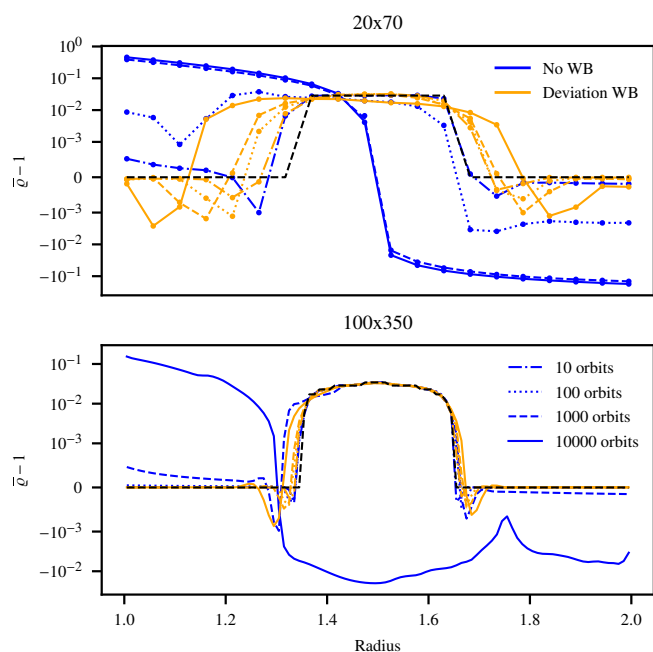 20x70
10⁰
10⁻¹
10⁻²
10⁻³
0
-10⁻³
-10⁻²
-10⁻¹
ϱ̅ − 1
No WB
Deviation WB
100x350
10⁻¹
10⁻²
10⁻³
0
-10⁻³
-10⁻²
ϱ̅ − 1
10 orbits
100 orbits
1000 orbits
10000 orbits
1.0 1.2 1.4 1.6 1.8 2.0
Radius